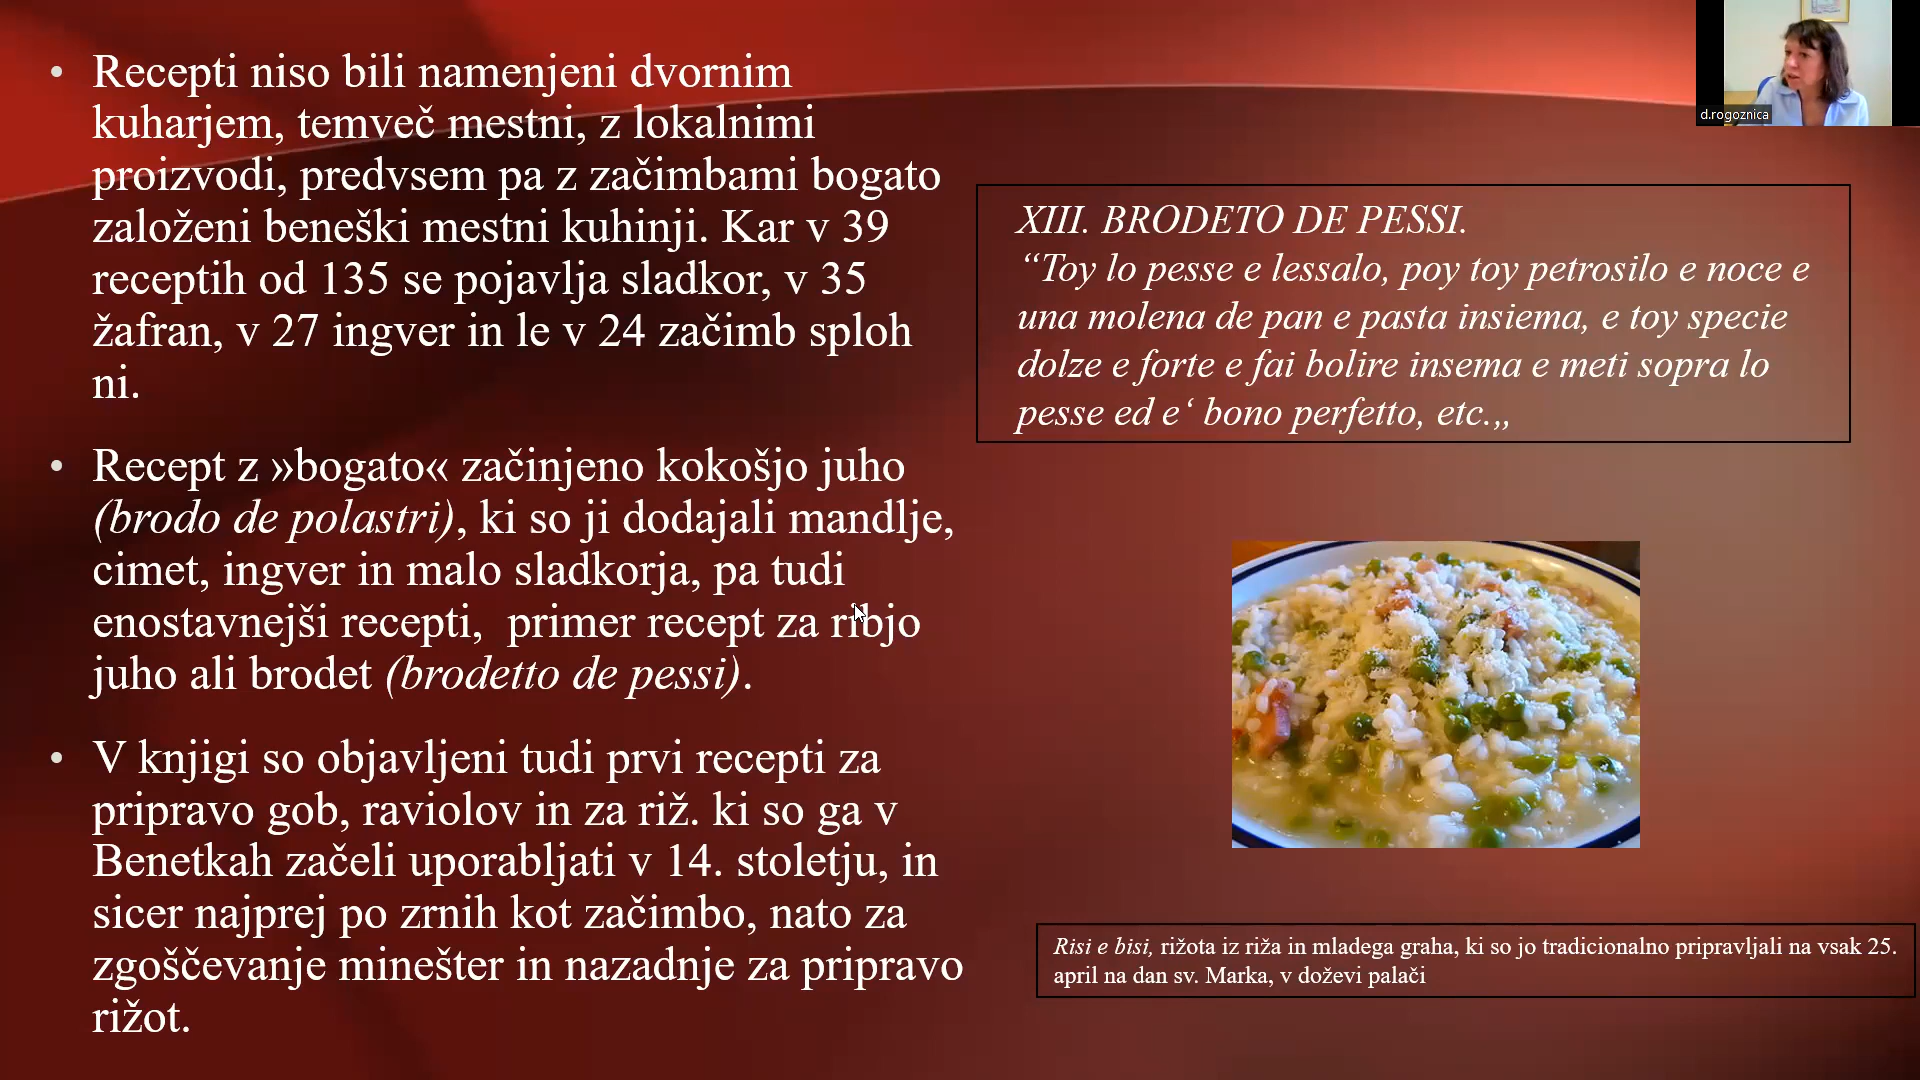 • Recepti niso bili namenjeni dvornim
kuharjem, temveč mestni, z lokalnimi
proizvodi, predvsem pa z začimbami bogato
založeni beneški mestni kuhinji. Kar v 39
receptih od 135 se pojavlja sladkor, v 35
žafran, v 27 ingver in le v 24 začimb sploh
ni.
• Recept z »bogato« začinjeno kokošjo juho
(brodo de polastri), ki so ji dodajali mandlje,
cimet, ingver in malo sladkorja, pa tudi
enostavnejši recepti, primer recept za ribjo
juho ali brodet (brodetto de pessi).
• V knjigi so objavljeni tudi prvi recepti za
pripravo gob, raviolov in za riž. ki so ga v
Benetkah začeli uporabljati v 14. stoletju, in
sicer najprej po zrnih kot začimbo, nato za
zgoščevanje minešter in nazadnje za pripravo
rižot.
d.rogoznica
XIII. BRODETO DE PESSI.
“Toy lo pesse e lessalo, poy toy petrosilo e noce e
una molena de pan e pasta insiema, e toy specie
dolze e forte e fai bolire insema e meti sopra lo
pesse ed e‘ bono perfetto, etc.„
Risi e bisi, rižota iz riža in mladega graha, ki so jo tradicionalno pripravljali na vsak 25.
april na dan sv. Marka, v doževi palači